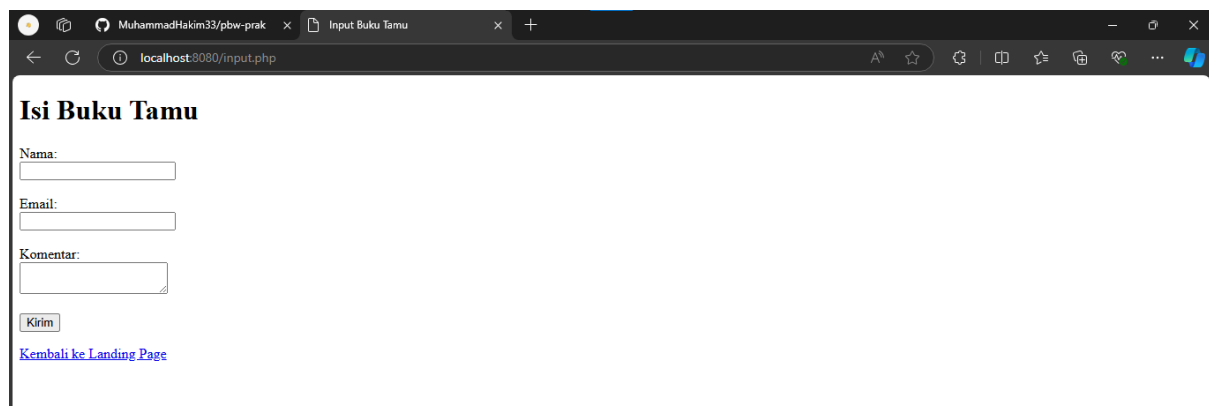 MuhammadHakim33/pbw-prak
Input Buku Tamu
localhost:8080/input.php
Isi Buku Tamu
Nama:
Email:
Komentar:
Kirim
Kembali ke Landing Page